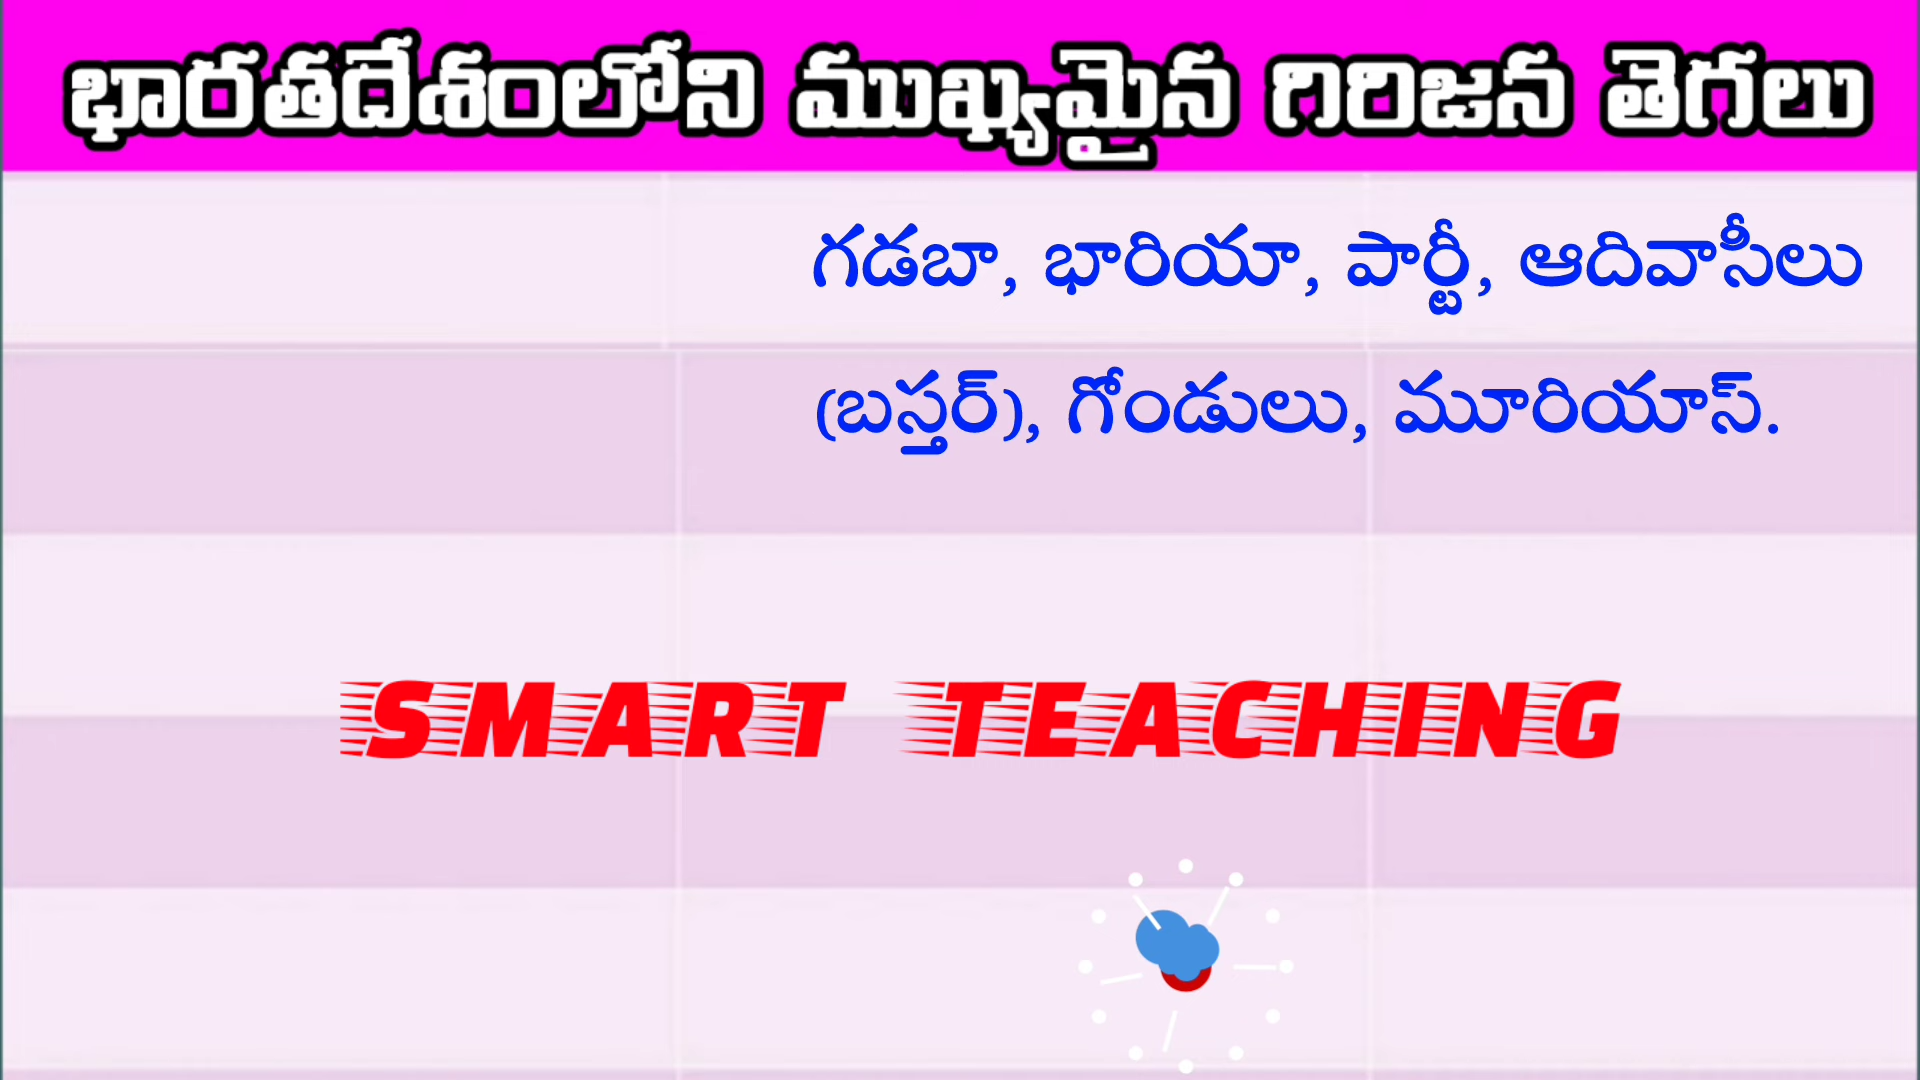 భారతదేశంలోని ముఖ్యమైన గిరిజన తెగలు
గడబా, భారియా, పార్టీ, ఆదివాసీలు
(బస్తర్), గోండులు, మూరియాస్.
SMART TEACHING